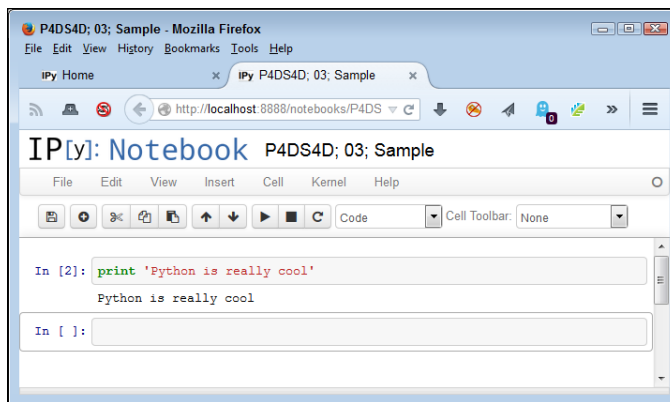 P4DS4D; 03; Sample - Mozilla Firefox
File Edit View History Bookmarks Tools Help
IPy Home × IPy P4DS4D; 03; Sample ×
http://localhost:8888/notebooks/P4DS
0
IP[y]: Notebook P4DS4D; 03; Sample
File Edit View Insert Cell Kernel Help
Code Cell Toolbar: None
In [2]: print 'Python is really cool'
Python is really cool
In [ ]: